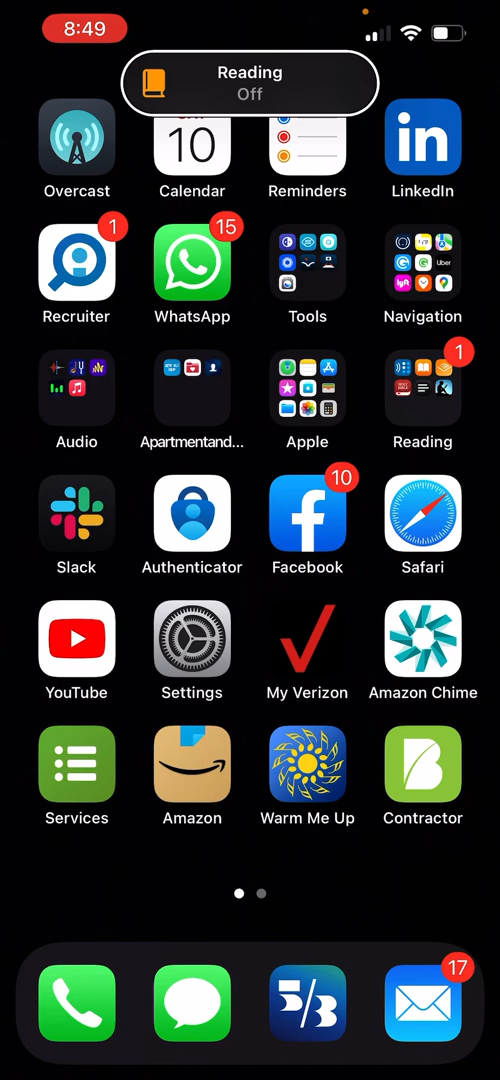 8:49
Reading
Off
10
Overcast Calendar Reminders LinkedIn
1 15
Recruiter WhatsApp Tools Navigation
1
Audio Apartmentand... Apple Reading
10
Slack Authenticator Facebook Safari
YouTube Settings My Verizon Amazon Chime
Services Amazon Warm Me Up Contractor
17
5/3